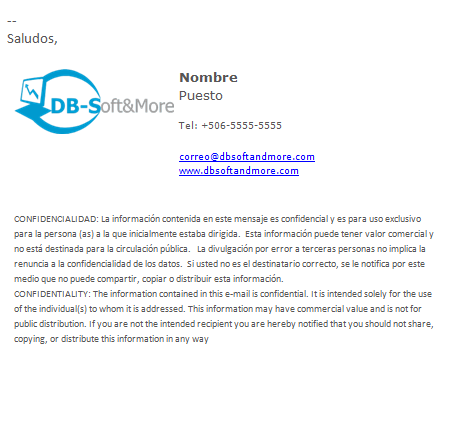 --
Saludos,
DB-Soft&More
Nombre
Puesto
Tel: +506-5555-5555
correo@dbsoftandmore.com
www.dbsoftandmore.com
CONFIDENCIALIDAD: La información contenida en este mensaje es confidencial y es para uso exclusivo
para la persona (as) a la que inicialmente estaba dirigida.  Esta información puede tener valor comercial y
no está destinada para la circulación pública.   La divulgación por error a terceras personas no implica la
renuncia a la confidencialidad de los datos.  Si usted no es el destinatario correcto, se le notifica por este
medio que no puede compartir, copiar o distribuir esta información.
CONFIDENTIALITY: The information contained in this e-mail is confidential. It is intended solely for the use
of the individual(s) to whom it is addressed. This information may have commercial value and is not for
public distribution. If you are not the intended recipient you are hereby notified that you should not share,
copying, or distribute this information in any way